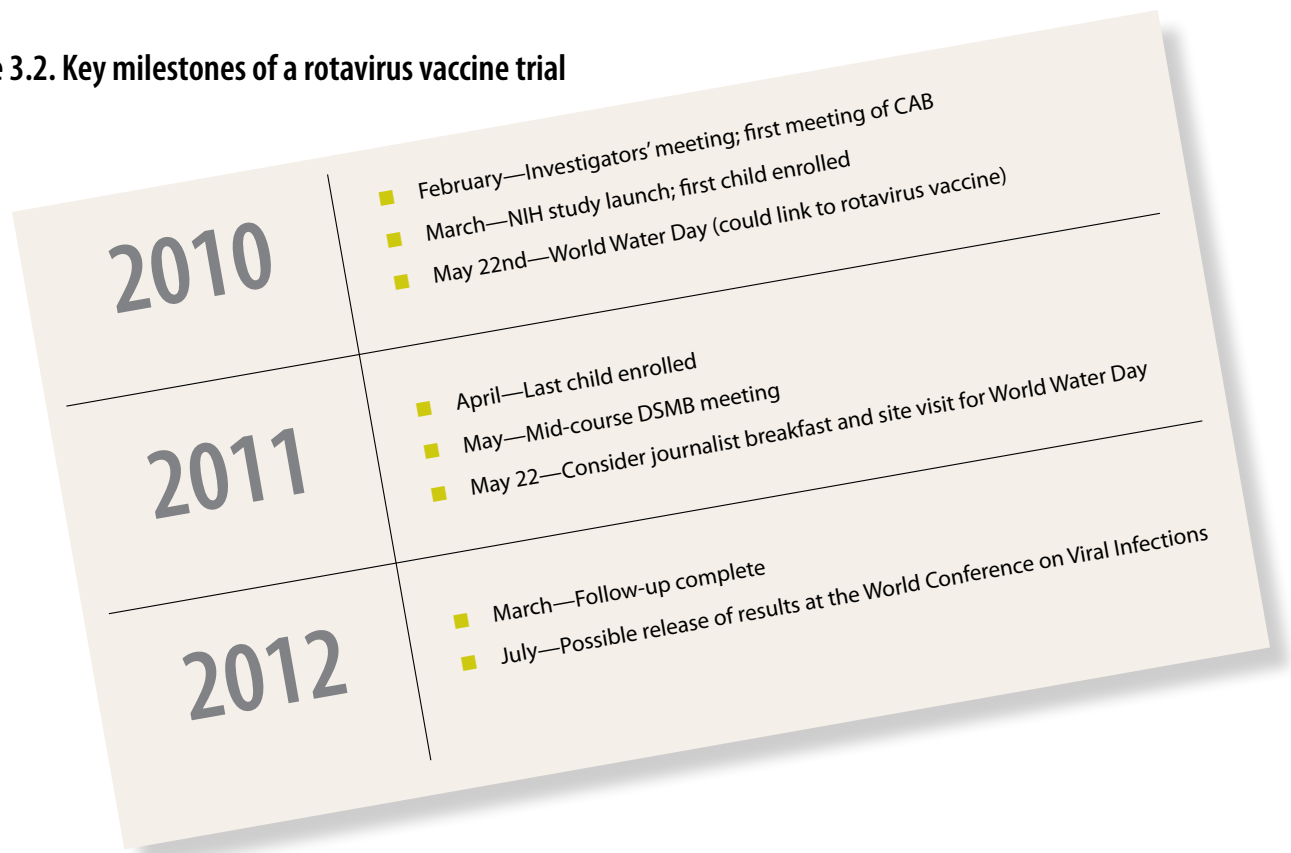 e 3.2. Key milestones of a rotavirus vaccine trial
2010
February—Investigators' meeting; first meeting of CAB
March—NIH study launch; first child enrolled
May 22nd—World Water Day (could link to rotavirus vaccine)
2011
April—Last child enrolled
May—Mid-course DSMB meeting
May 22—Consider journalist breakfast and site visit for World Water Day
2012
March—Follow-up complete
July—Possible release of results at the World Conference on Viral Infections